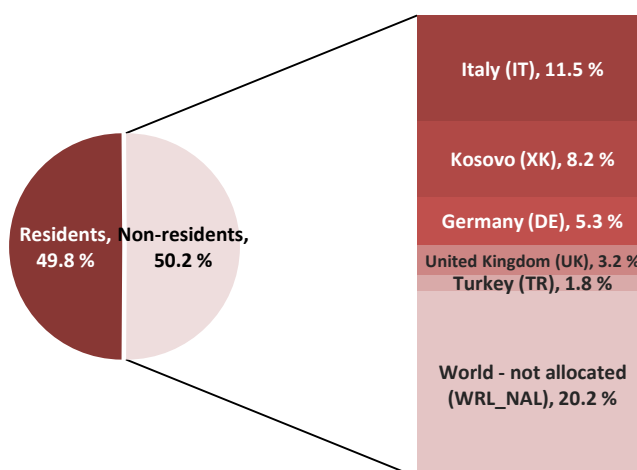 Residents,
49.8 %
Non-residents,
50.2 %
Italy (IT), 11.5 %
Kosovo (XK), 8.2 %
Germany (DE), 5.3 %
United Kingdom (UK), 3.2 %
Turkey (TR), 1.8 %
World - not allocated
(WRL_NAL), 20.2 %